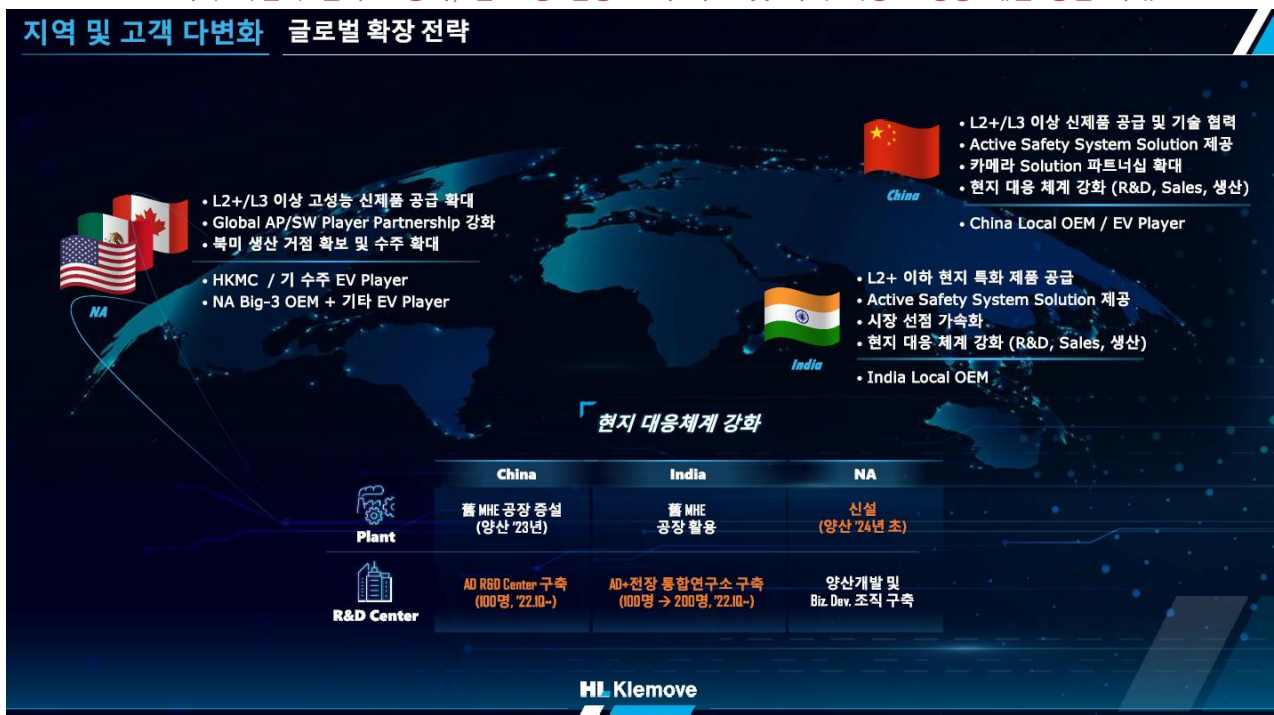 지역 및 고객 다변화 글로벌 확장 전략
• L2+/L3 이상 고성능 신제품 공급 확대
• Global AP/SW Player Partnership 강화
• 북미 생산 거점 확보 및 수주 확대
• HKMC / 기 수주 EV Player
• NA Big-3 OEM + 기타 EV Player
NA
• L2+/L3 이상 신제품 공급 및 기술 협력
• Active Safety System Solution 제공
• 카메라 Solution 파트너십 확대
• 현지 대응 체계 강화 (R&D, Sales, 생산)
• China Local OEM / EV Player
China
• L2+ 이하 현지 특화 제품 공급
• Active Safety System Solution 제공
• 시장 선점 가속화
• 현지 대응 체계 강화 (R&D, Sales, 생산)
• India Local OEM
India
현지 대응체계 강화
China India NA
Plant
舊 MHE 공장 증설
(양산 '23년)
舊 MHE
공장 활용
신설
(양산 '24년 초)
R&D Center
AD R&D Center 구축
(100명, '22.1Q~)
AD+전장 통합연구소 구축
(100명 → 200명, '22.1Q~)
양산개발 및
Biz. Dev. 조직 구축
HL Klemove